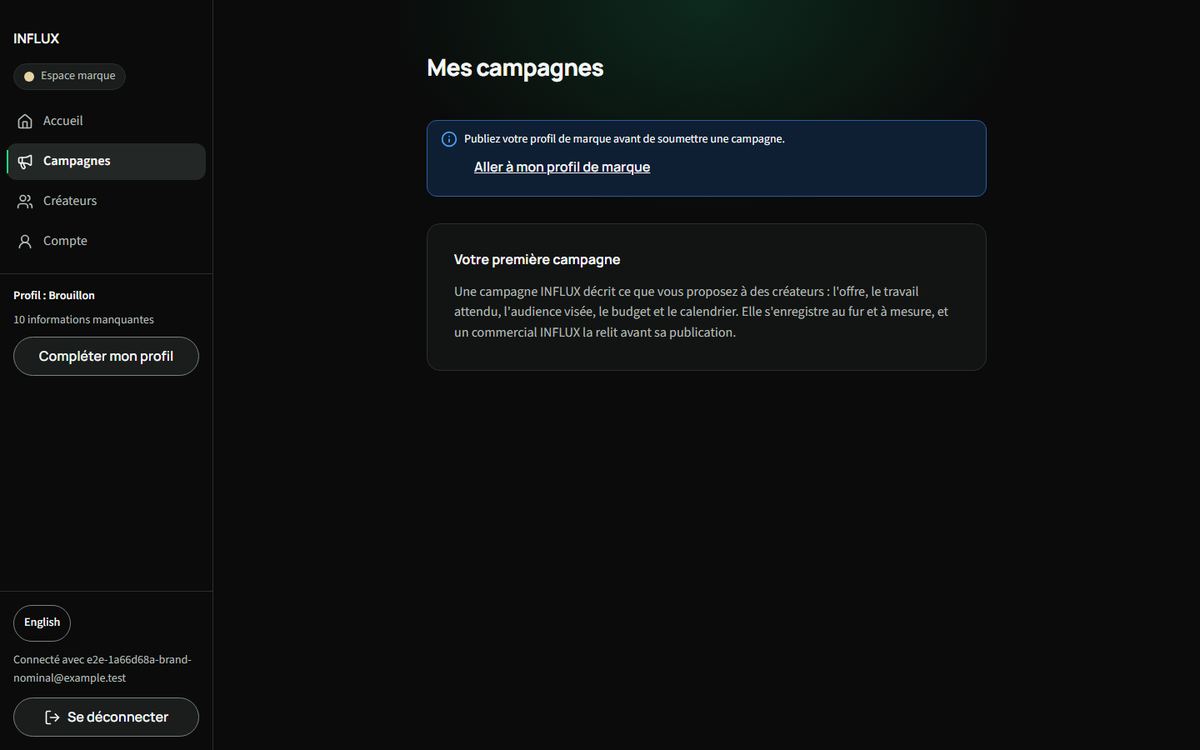 INFLUX
Espace marque
Accueil
Campagnes
Créateurs
Compte
Profil : Brouillon
10 informations manquantes
Compléter mon profil
English
Connecté avec e2e-1a66d68a-brand-
nominal@example.test
Se déconnecter
Mes campagnes
Publiez votre profil de marque avant de soumettre une campagne.
Aller à mon profil de marque
Votre première campagne
Une campagne INFLUX décrit ce que vous proposez à des créateurs : l'offre, le travail
attendu, l'audience visée, le budget et le calendrier. Elle s'enregistre au fur et à mesure, et
un commercial INFLUX la relit avant sa publication.